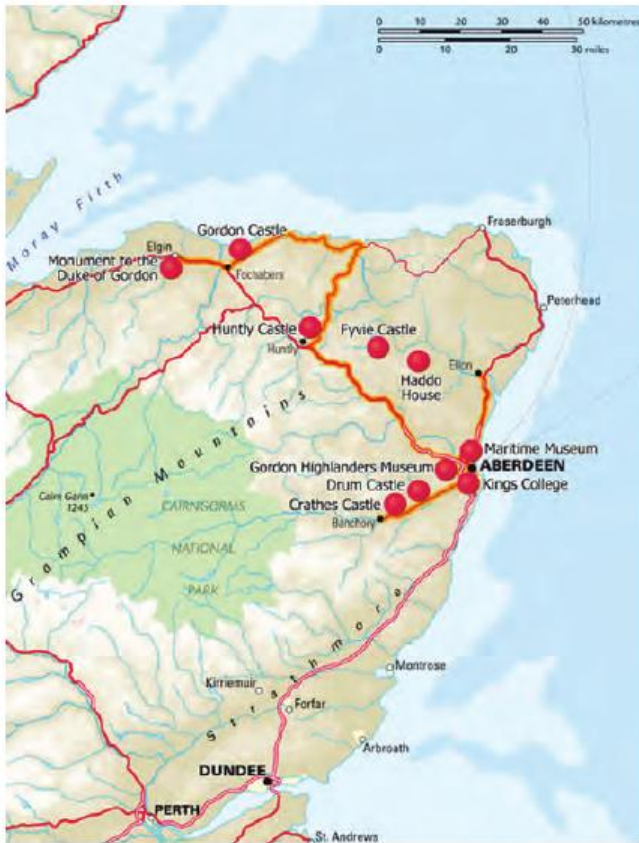 0 10 20 30 40 50 kilometres
0 10 20 30 miles
Moray Firth
Fraserburgh
Gordon Castle
Elgin
Monument to the
Duke of Gordon
Fochabers
Peterhead
Huntly Castle
Huntly
Fyvie Castle
Haddo
House
Ellon
Grampian Mountains
Maritime Museum
Gordon Highlanders Museum
ABERDEEN
Drum Castle
Kings College
Crathes Castle
Banchory
Cairn Gorm
1245
CAIRNGORMS
NATIONAL
PARK
Strathmore
Montrose
Kirriemuir
Forfar
Arbroath
DUNDEE
PERTH
St. Andrews